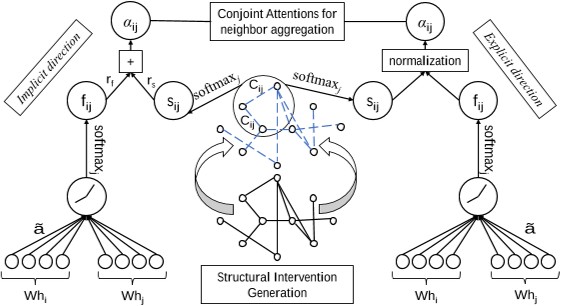 α_ij
Conjoint Attentions for
neighbor aggregation
α_ij
Implicit direction
+
normalization
Explicit direction
r_f
r_s
softmax_j
C_ij
softmax_j
f_ij
s_ij
C_ij
s_ij
f_ij
softmax_j
softmax_j
ã
ã
Structural Intervention
Generation
Wh_i
Wh_j
Wh_i
Wh_j